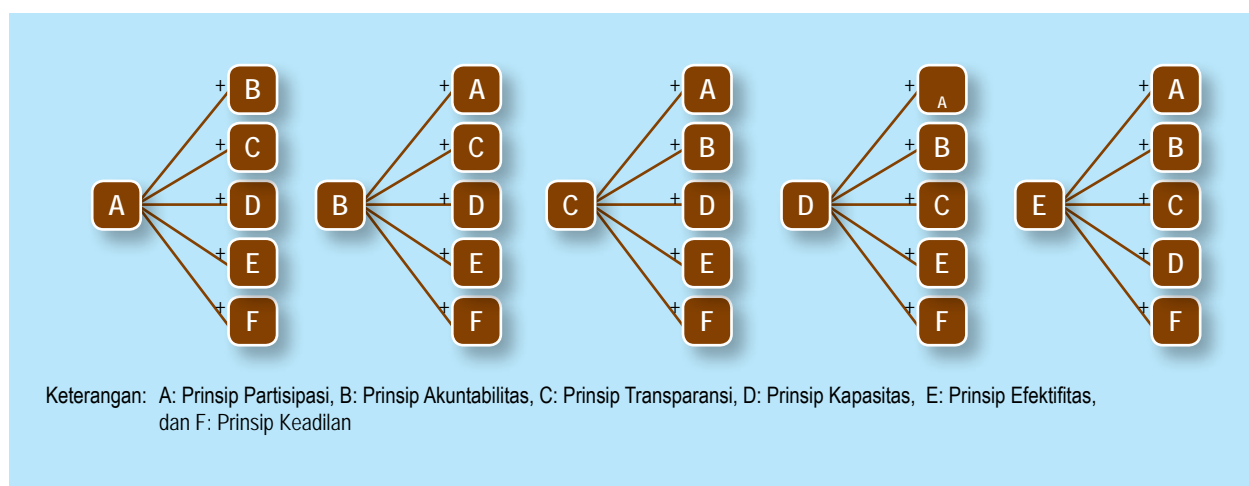 + B
+ C
A + D
+ E
+ F
+ A
+ C
B + D
+ E
+ F
+ A
+ B
C + D
+ E
+ F
+ A
+ B
D + C
+ E
+ F
+ A
+ B
E + C
+ D
+ F
Keterangan: A: Prinsip Partisipasi, B: Prinsip Akuntabilitas, C: Prinsip Transparansi, D: Prinsip Kapasitas, E: Prinsip Efektifitas,
dan F: Prinsip Keadilan